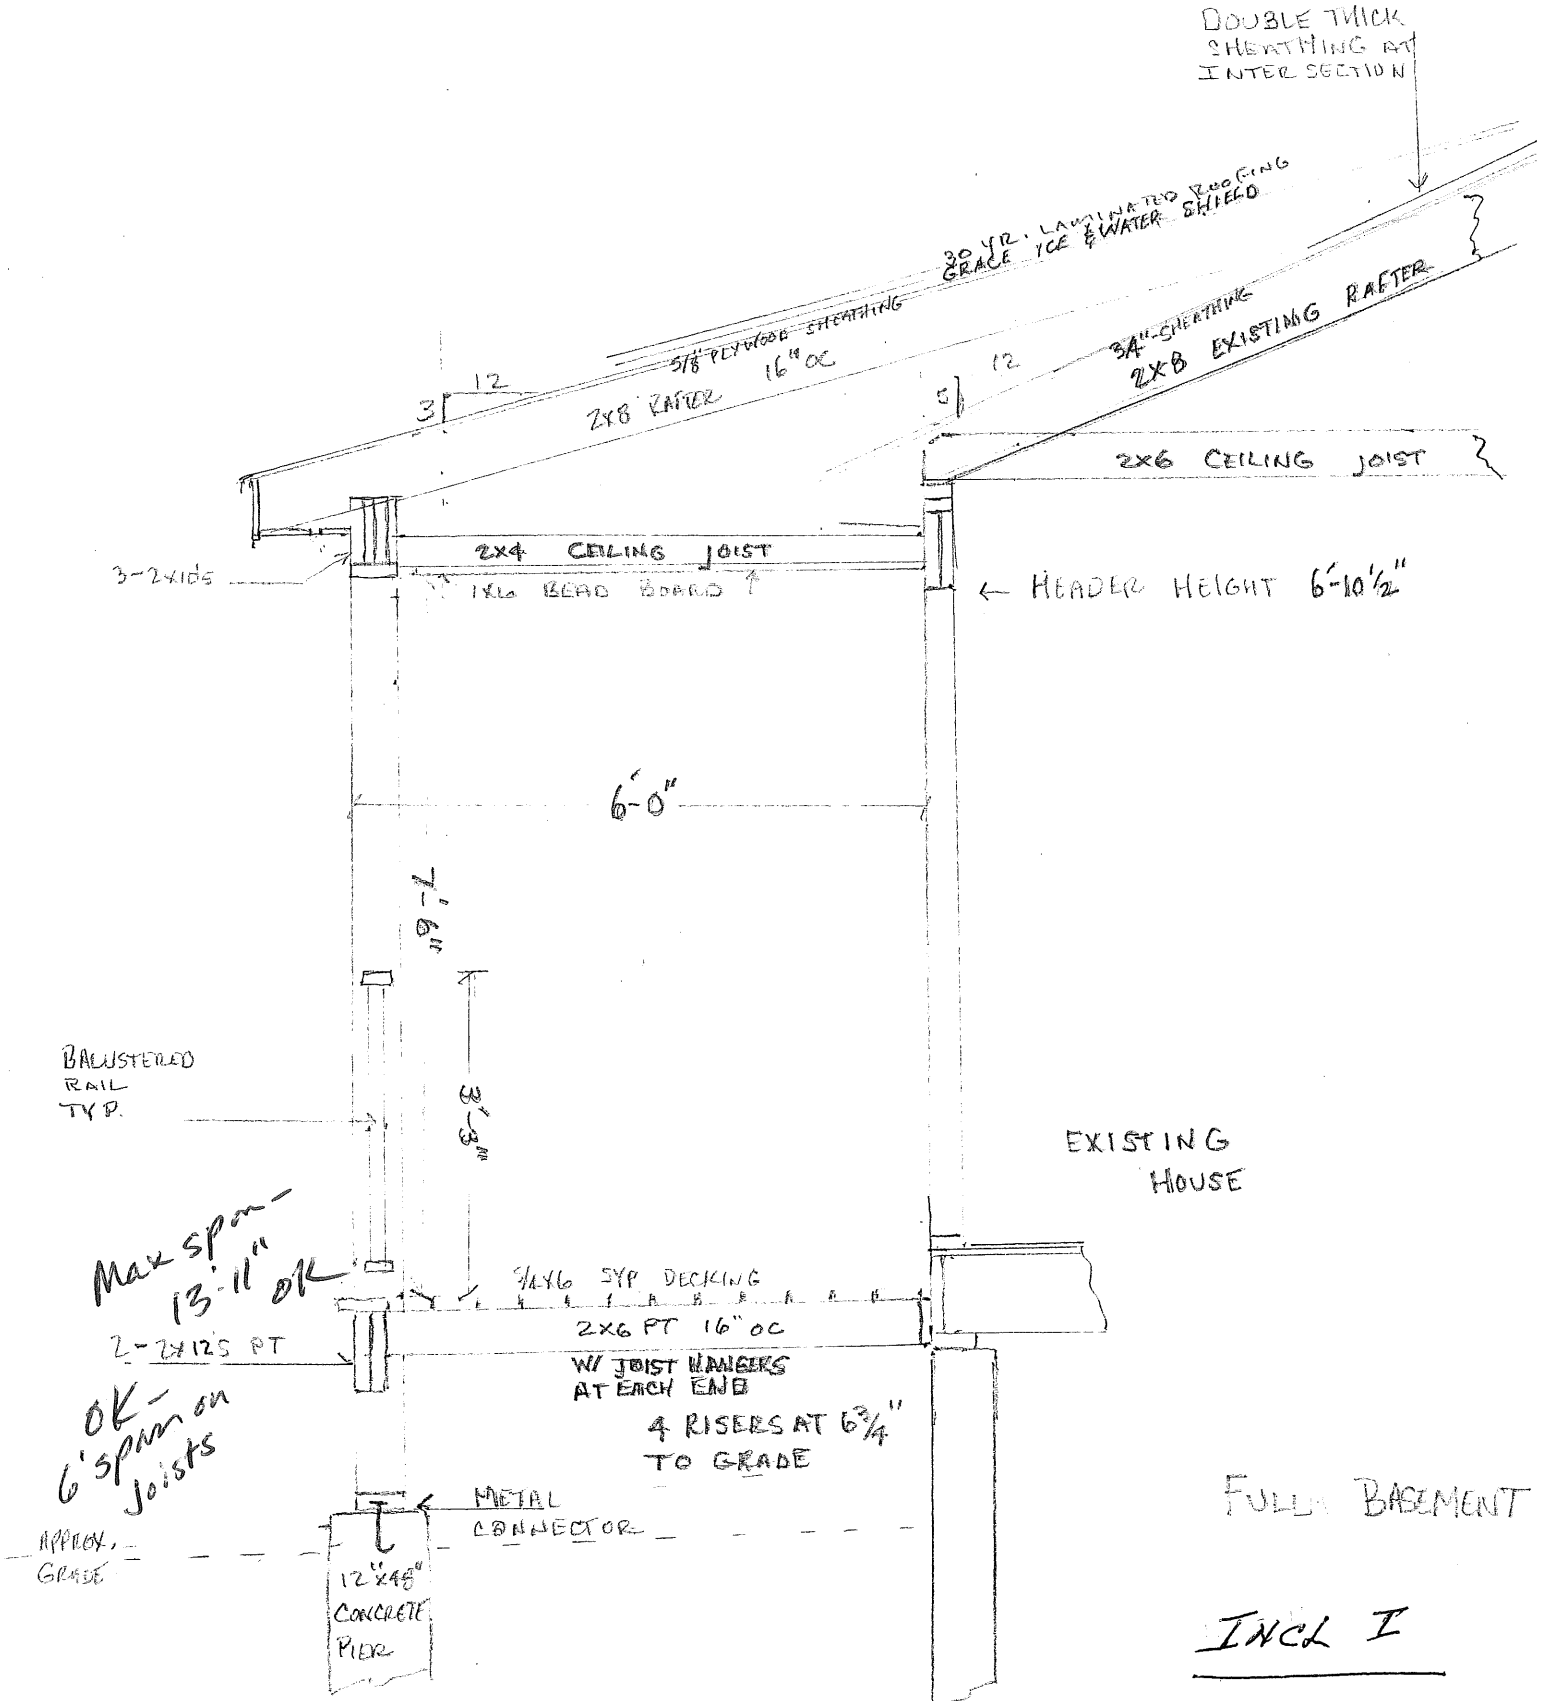 DOUBLE THICK
SHEATHING AT
INTERSECTION
30 YR. LAMINATED ROOFING
GRACE ICE & WATER SHIELD
5/8" PLYWOOD SHEATHING
3/4"-SHEATHING
2X8 EXISTING RAFTER
16" OC
12
12
3
2X8 RAFTER
5
2X6 CEILING JOIST
2X4 CEILING JOIST
3-2X10'S
1X6 BEAD BOARD
HEADER HEIGHT 6'-10 1/2"
6'-0"
7'-6"
BALUSTERED
RAIL
TYP.
3'-3"
EXISTING
HOUSE
Max span-
13'-11" OK
5/4X6 SYP DECKING
2X6 PT 16" OC
2-2X12'S PT
W/ JOIST HANGERS
AT EACH END
OK-
6' span on
joists
4 RISERS AT 6 3/4"
TO GRADE
METAL
CONNECTOR
FULL BASEMENT
APPROX.
GRADE
12"X48"
CONCRETE
PIER
INCL I